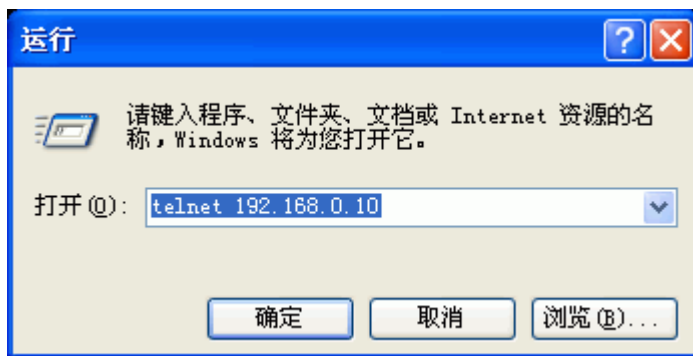 运行
请键入程序、文件夹、文档或 Internet 资源的名
称，Windows 将为您打开它。
打开(O): telnet 192.168.0.10
确定 取消 浏览(B)...